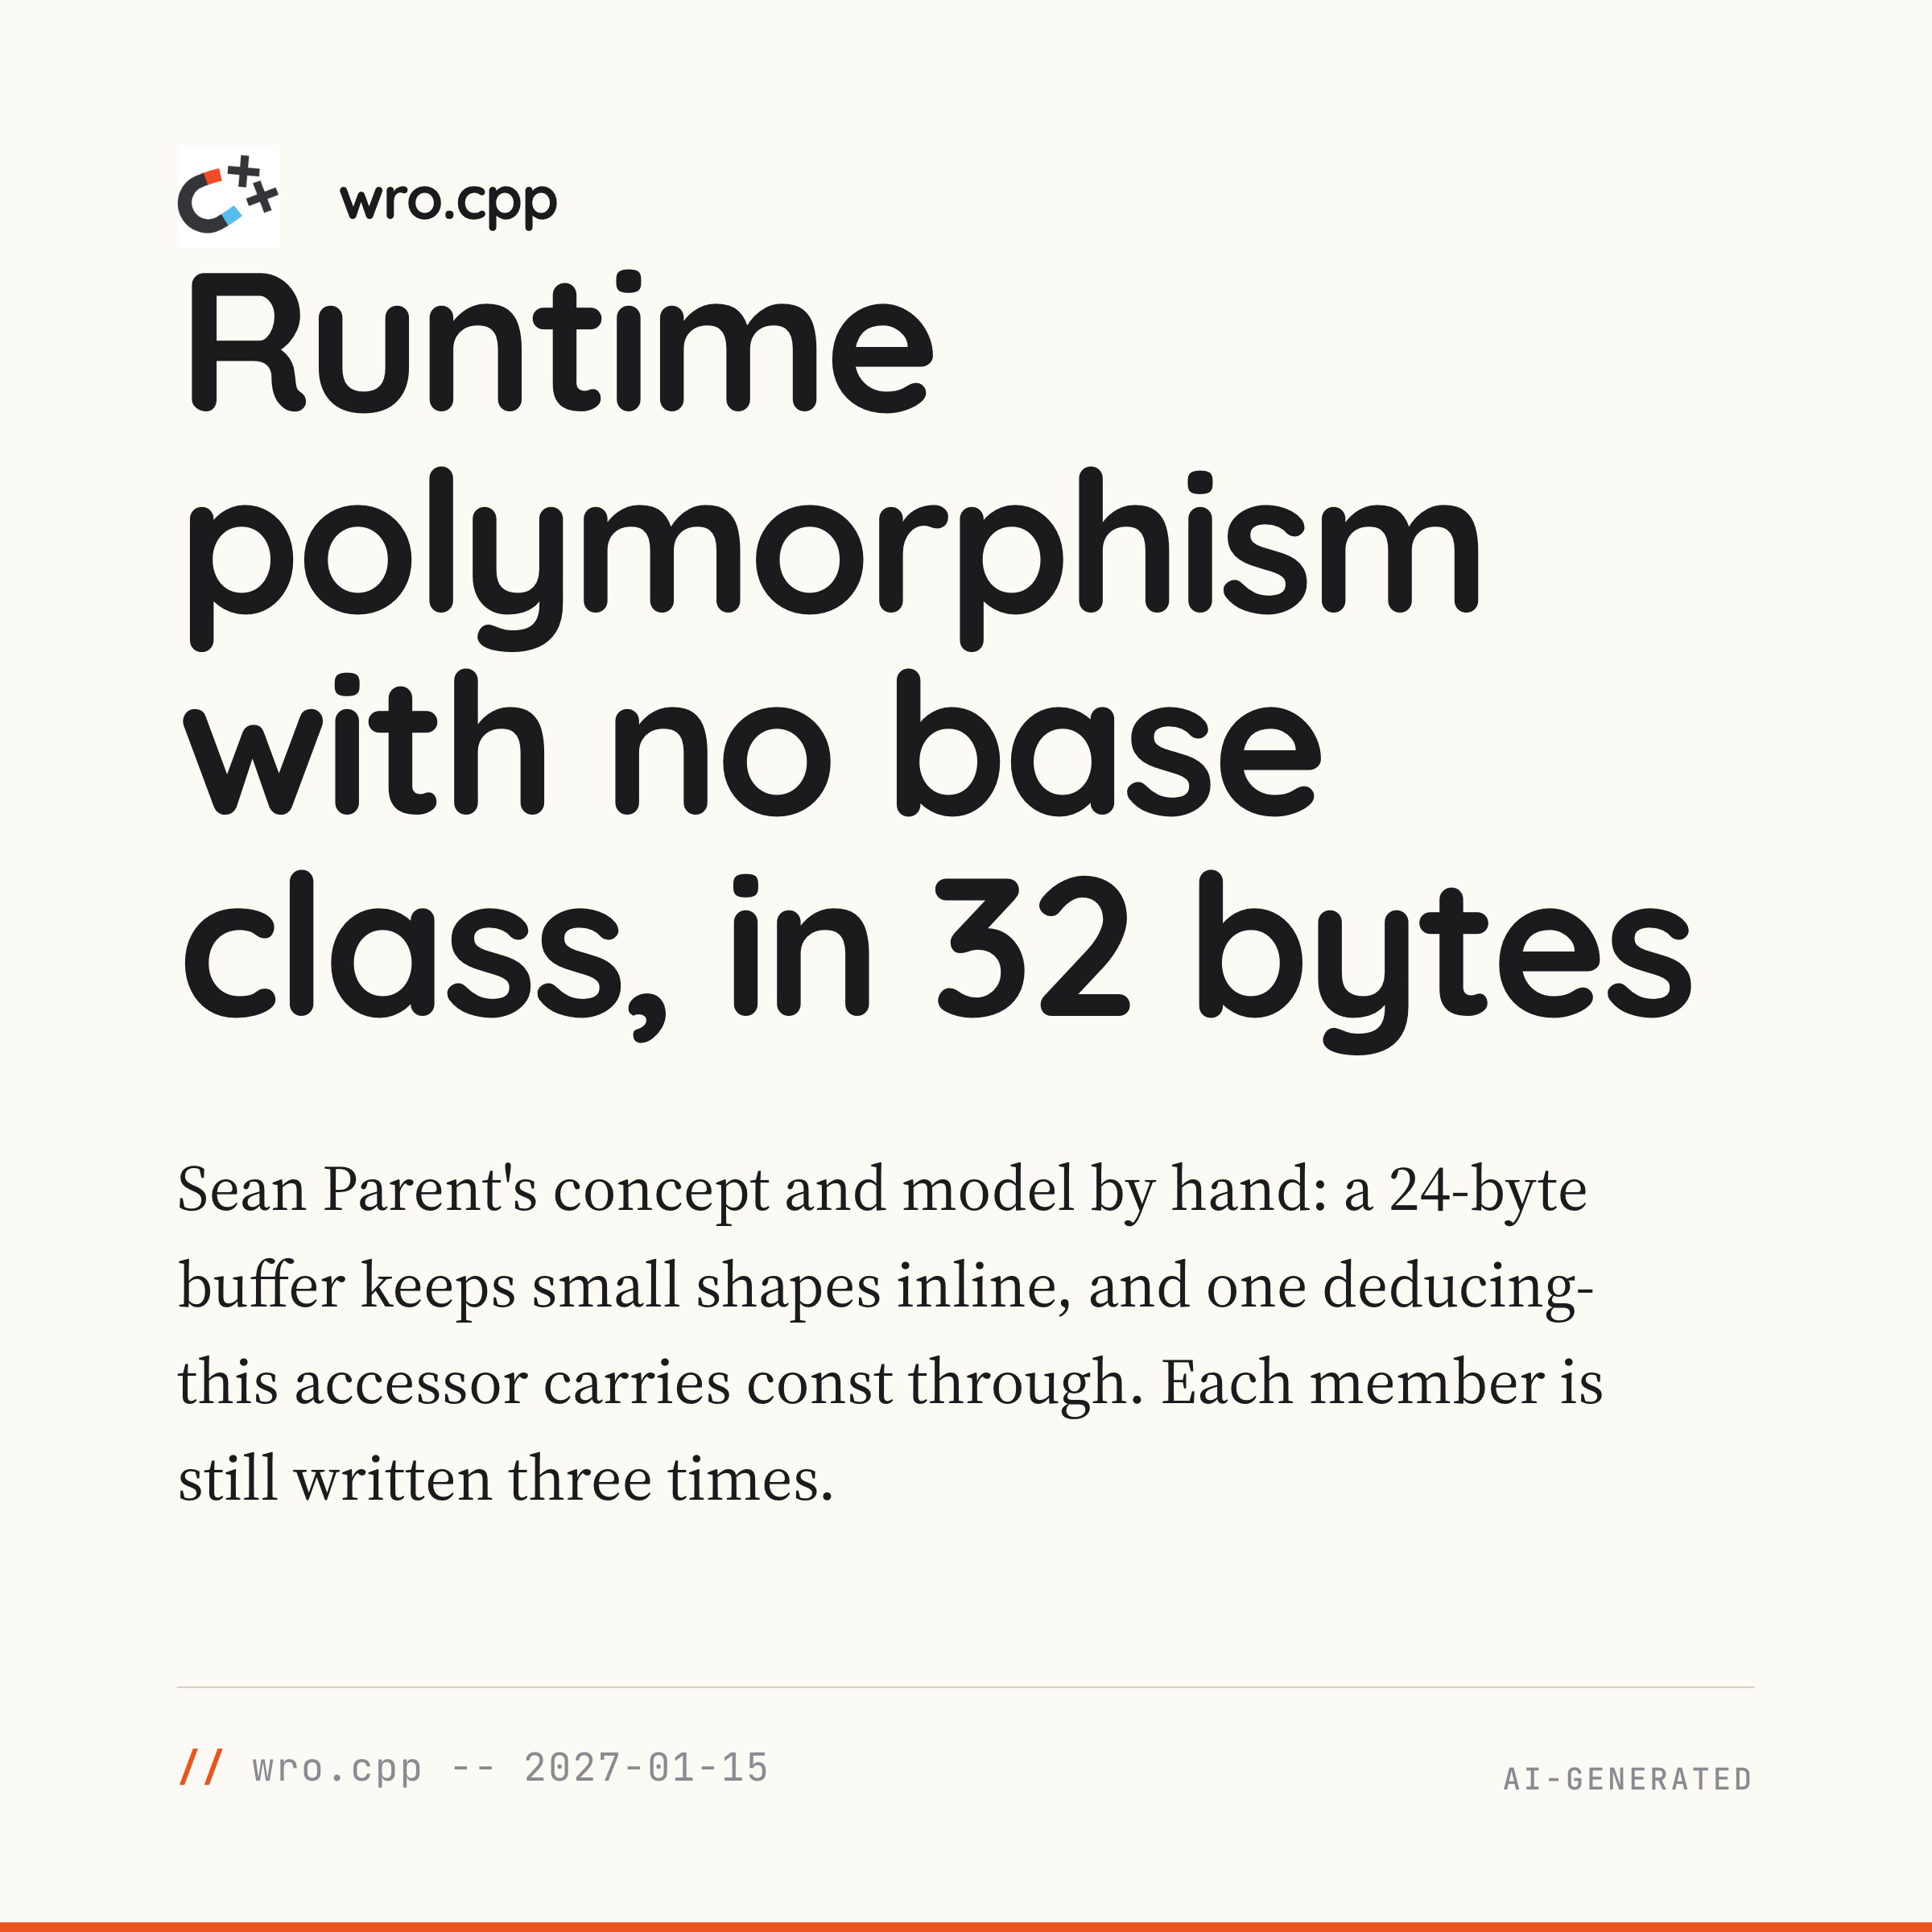 wro.cpp
Runtime
polymorphism
with no base
class, in 32 bytes
Sean Parent's concept and model by hand: a 24-byte
buffer keeps small shapes inline, and one deducing-
this accessor carries const through. Each member is
still written three times.
// wro.cpp -- 2027-01-15
AI-GENERATED